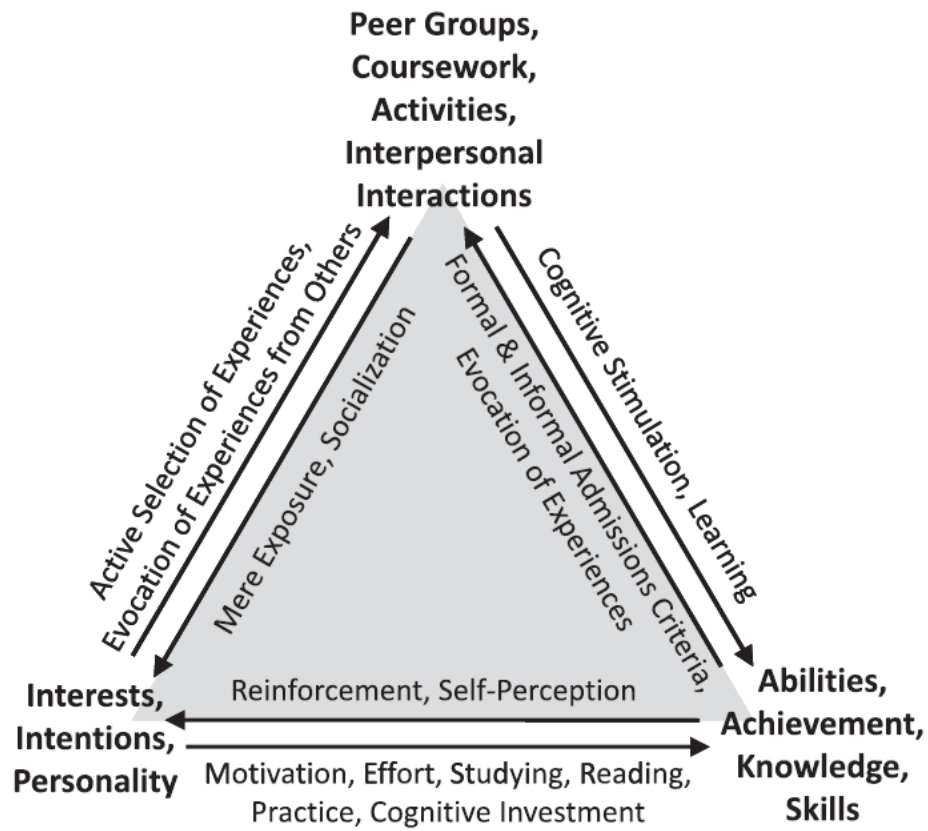 Peer Groups,
Coursework,
Activities,
Interpersonal
Interactions
Active Selection of Experiences,
Evocation of Experiences from Others
Mere Exposure, Socialization
Formal & Informal Admissions Criteria,
Evocation of Experiences
Cognitive Stimulation, Learning
Interests,
Intentions,
Personality
Reinforcement, Self-Perception
Motivation, Effort, Studying, Reading,
Practice, Cognitive Investment
Abilities,
Achievement,
Knowledge,
Skills